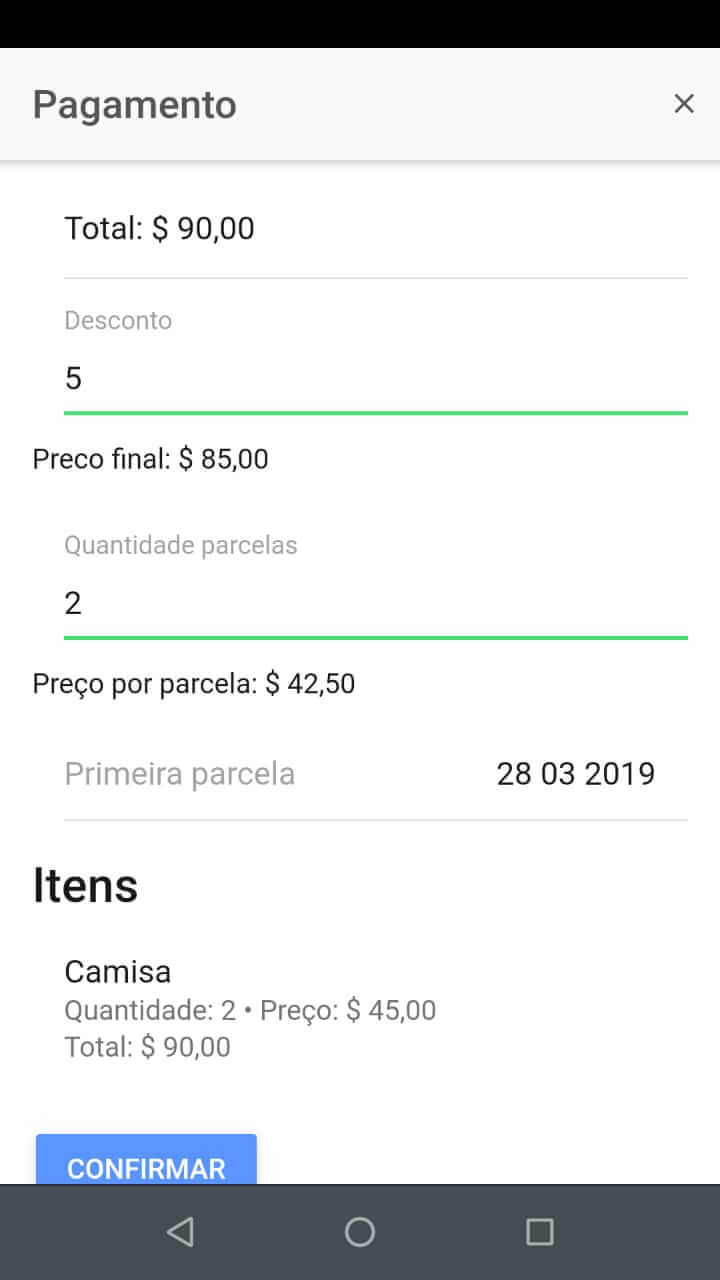 Pagamento
Total: $ 90,00
Desconto
5
Preco final: $ 85,00
Quantidade parcelas
2
Preço por parcela: $ 42,50
Primeira parcela 28 03 2019
Itens
Camisa
Quantidade: 2 • Preço: $ 45,00
Total: $ 90,00
CONFIRMAR